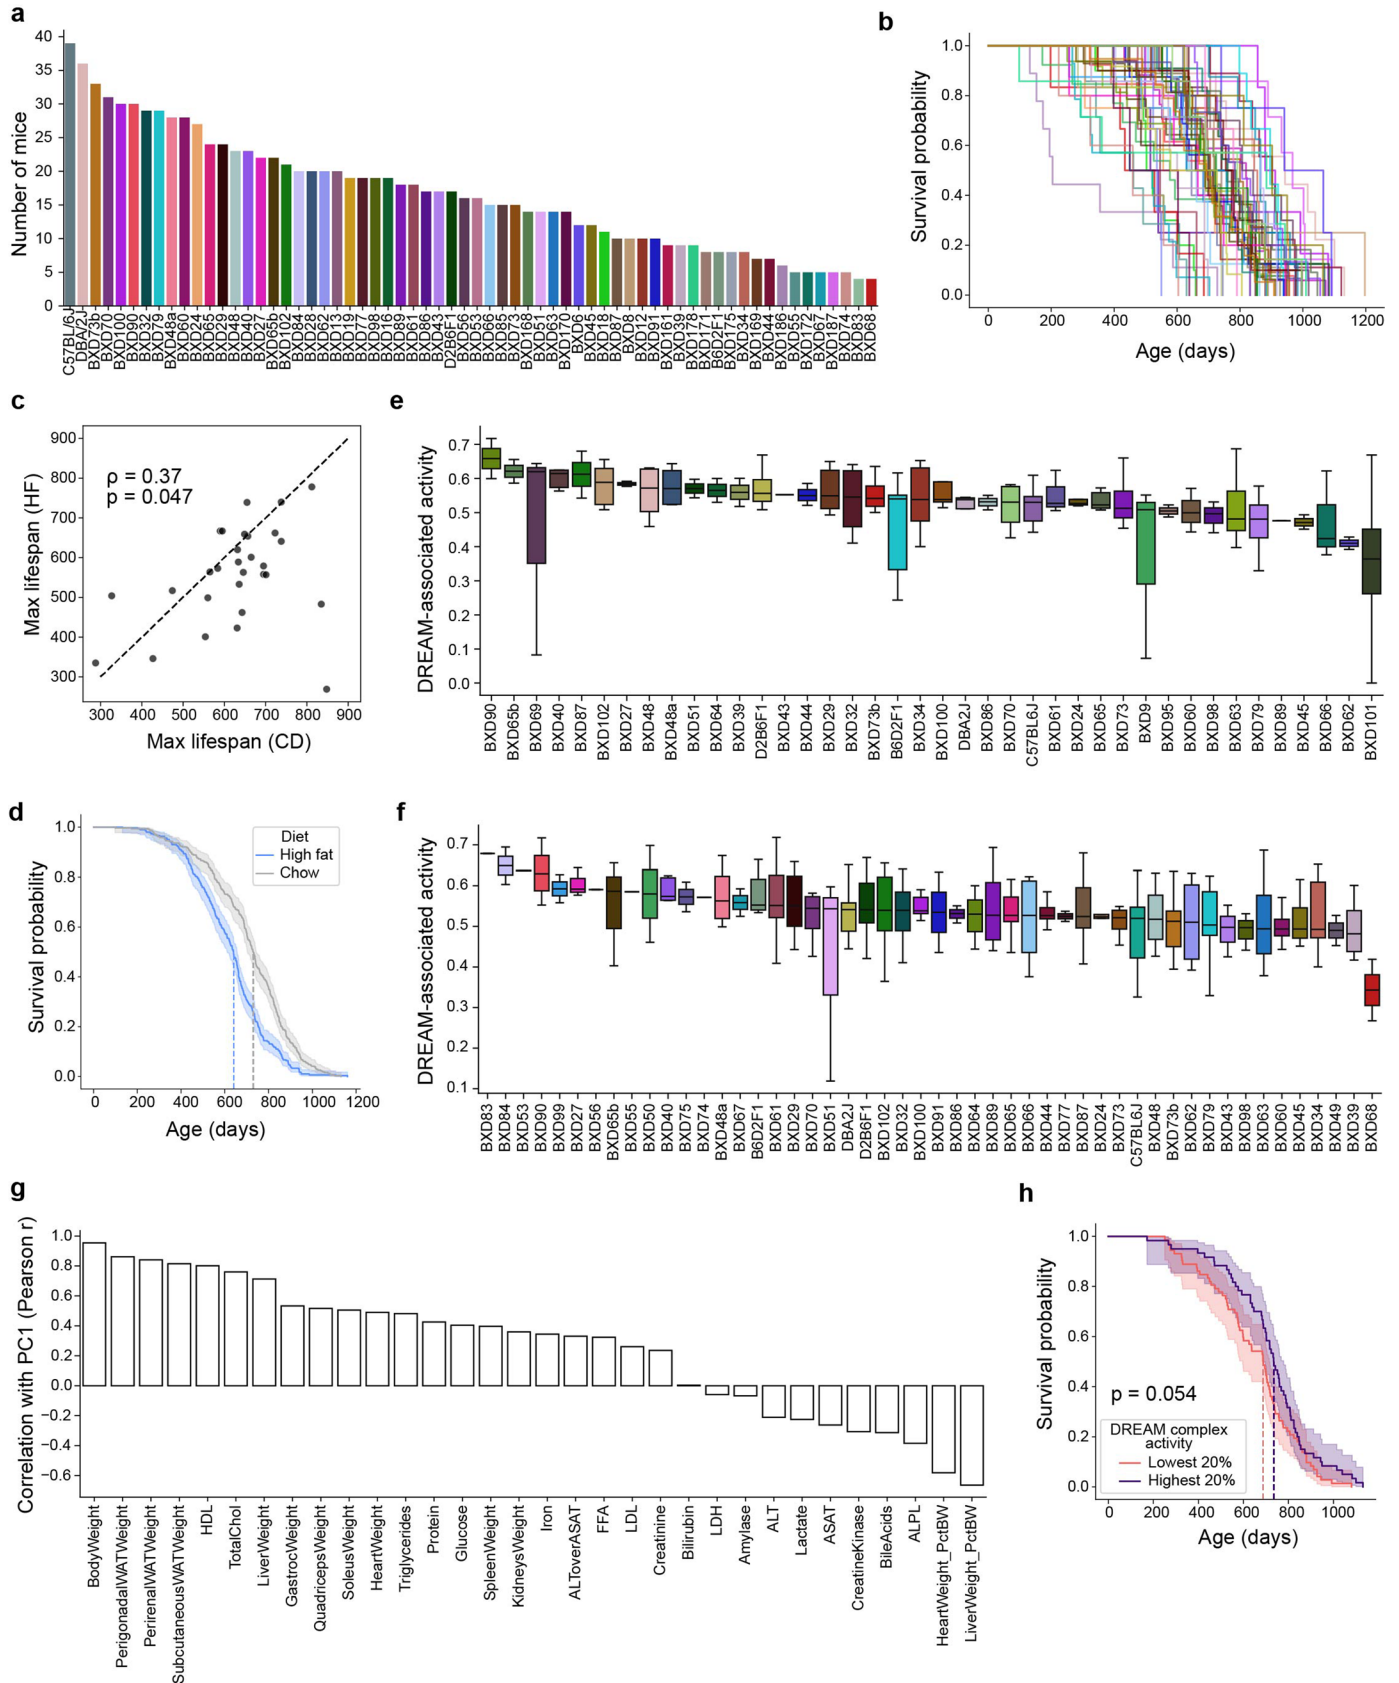 a
Number of mice
40
35
30
25
20
15
10
5
0
C57BL/6J
DBA/2J
BXD73b
BXD70
BXD100
BXD90
BXD32
BXD79
BXD48a
BXD60
BXD24
BXD65
BXD29
BXD48
BXD40
BXD27
BXD65b
BXD102
BXD84
BXD28
BXD62
BXD13
BXD19
BXD77
BXD98
BXD16
BXD89
BXD61
BXD86
BXD43
D2B6F1
BXD56
BXD53
BXD66
BXD85
BXD73
BXD168
BXD51
BXD63
BXD170
BXD6
BXD45
BXD9
BXD87
BXD8
BXD12
BXD91
BXD161
BXD39
BXD178
BXD171
B6D2F1
BXD175
BXD34
BXD169
BXD44
BXD186
BXD55
BXD172
BXD67
BXD187
BXD74
BXD83
BXD68
b
Survival probability
1.0
0.8
0.6
0.4
0.2
0.0
0
200
400
600
800
1000
1200
Age (days)
c
Max lifespan (HF)
900
800
700
600
500
400
300
ρ = 0.37
p = 0.047
300
400
500
600
700
800
900
Max lifespan (CD)
e
DREAM-associated activity
0.7
0.6
0.5
0.4
0.3
0.2
0.1
0.0
BXD90
BXD65b
BXD69
BXD40
BXD87
BXD102
BXD27
BXD48
BXD48a
BXD51
BXD64
BXD39
D2B6F1
BXD43
BXD44
BXD29
BXD32
BXD73b
B6D2F1
BXD34
BXD100
DBA2J
BXD86
BXD70
C57BL6J
BXD61
BXD24
BXD65
BXD73
BXD9
BXD95
BXD60
BXD98
BXD63
BXD79
BXD89
BXD45
BXD66
BXD62
BXD101
d
Survival probability
1.0
0.8
0.6
0.4
0.2
0.0
Diet
High fat
Chow
0
200
400
600
800
1000
1200
Age (days)
f
DREAM-associated activity
0.7
0.6
0.5
0.4
0.3
0.2
0.1
BXD83
BXD84
BXD53
BXD90
BXD99
BXD27
BXD56
BXD65b
BXD55
BXD50
BXD40
BXD75
BXD74
BXD48a
BXD67
B6D2F1
BXD61
BXD29
BXD70
BXD51
DBA2J
D2B6F1
BXD102
BXD32
BXD100
BXD91
BXD86
BXD64
BXD89
BXD65
BXD66
BXD44
BXD77
BXD87
BXD24
BXD73
C57BL6J
BXD48
BXD73b
BXD62
BXD79
BXD43
BXD98
BXD63
BXD60
BXD45
BXD34
BXD49
BXD39
BXD68
g
Correlation with PC1 (Pearson r)
1.0
0.8
0.6
0.4
0.2
0.0
−0.2
−0.4
−0.6
BodyWeight
PerigonadalWATWeight
PerirenalWATWeight
SubcutaneousWATWeight
HDL
TotalChol
LiverWeight
GastrocWeight
QuadricepsWeight
SoleusWeight
HeartWeight
Triglycerides
Protein
Glucose
SpleenWeight
KidneysWeight
Iron
ALToverASAT
FFA
LDL
Creatinine
Bilirubin
LDH
Amylase
ALT
Lactate
ASAT
CreatineKinase
BileAcids
ALPL
HeartWeight_PctBW
LiverWeight_PctBW
h
Survival probability
1.0
0.8
0.6
0.4
0.2
0.0
p = 0.054
DREAM complex
activity
Lowest 20%
Highest 20%
0
200
400
600
800
1000
Age (days)